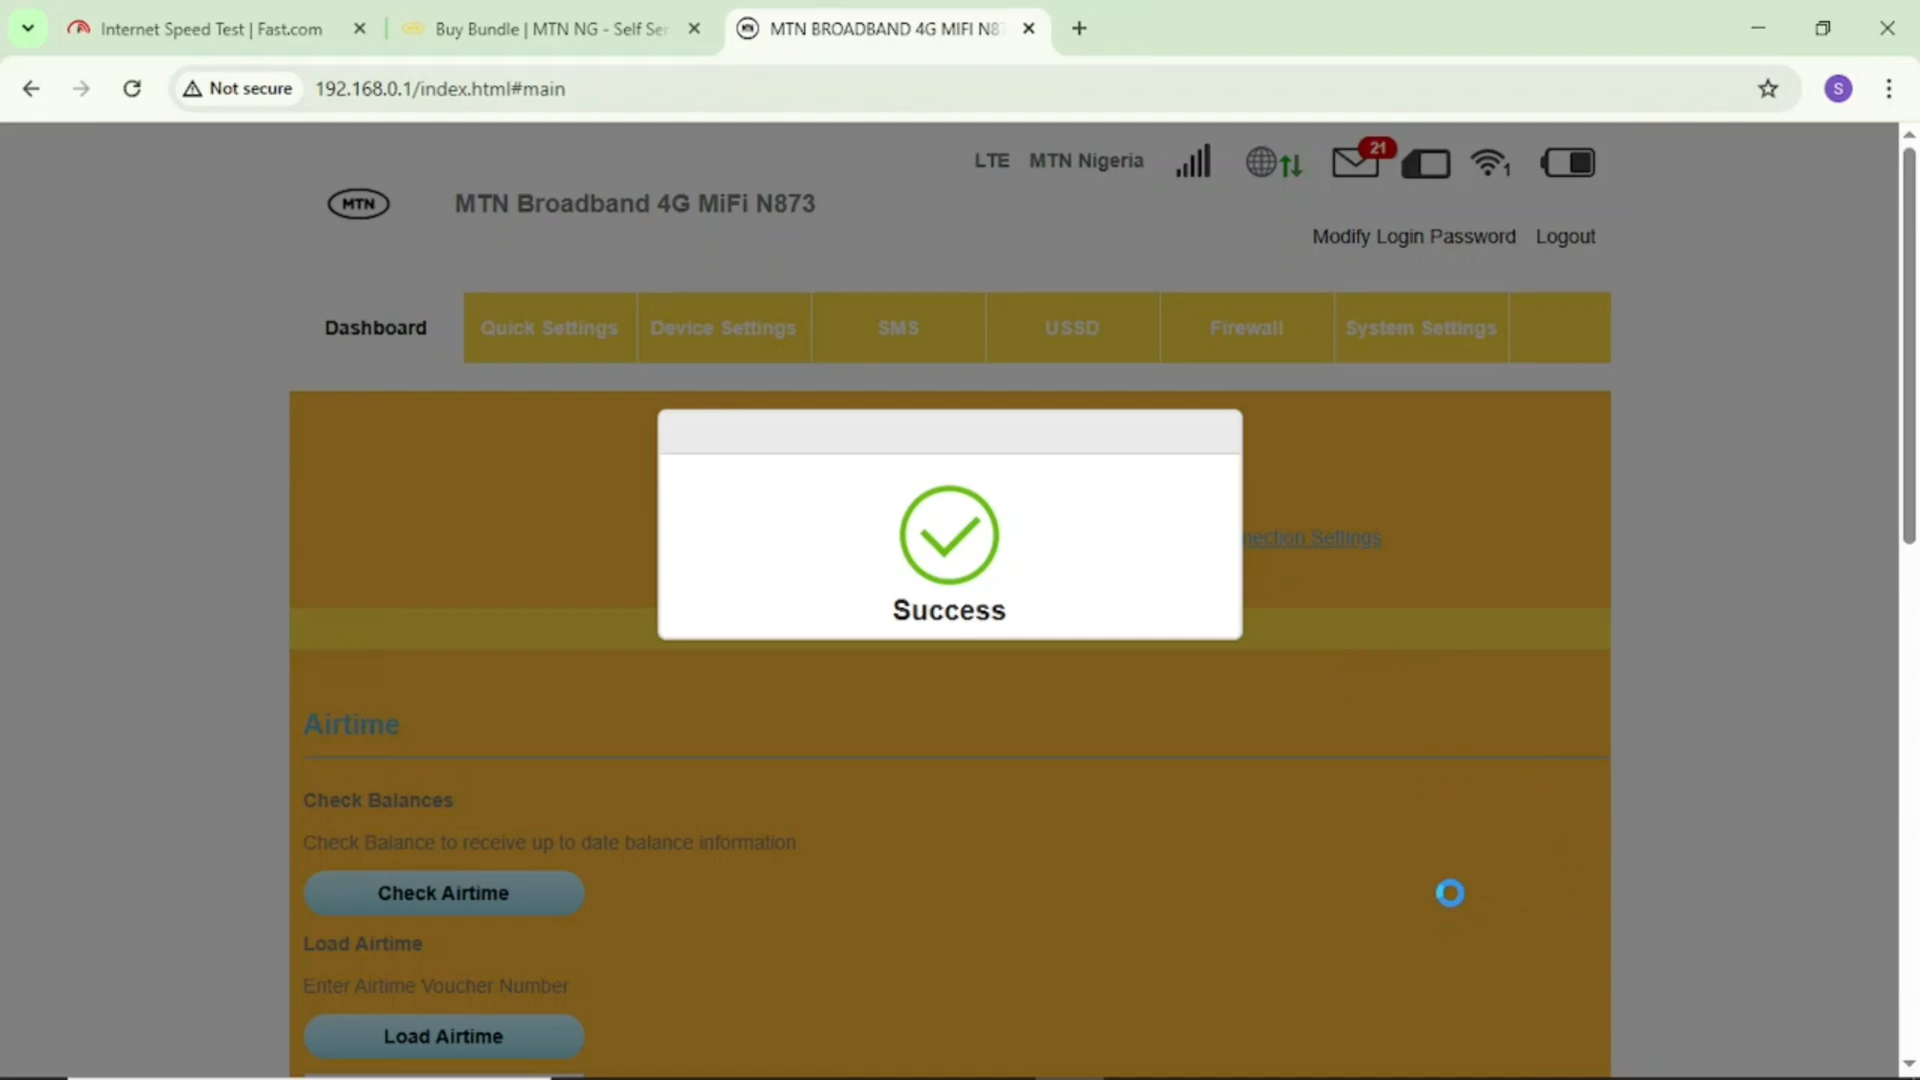 Internet Speed Test | Fast.com
Buy Bundle | MTN NG - Self Ser
MTN BROADBAND 4G MIFI N87
Not secure
192.168.0.1/index.html#main
S
LTE MTN Nigeria
21
1
MTN
MTN Broadband 4G MiFi N873
Modify Login Password Logout
Dashboard
Quick Settings
Device Settings
SMS
USSD
Firewall
System Settings
nection Settings
Success
Airtime
Check Balances
Check Balance to receive up to date balance information
Check Airtime
Load Airtime
Enter Airtime Voucher Number
Load Airtime